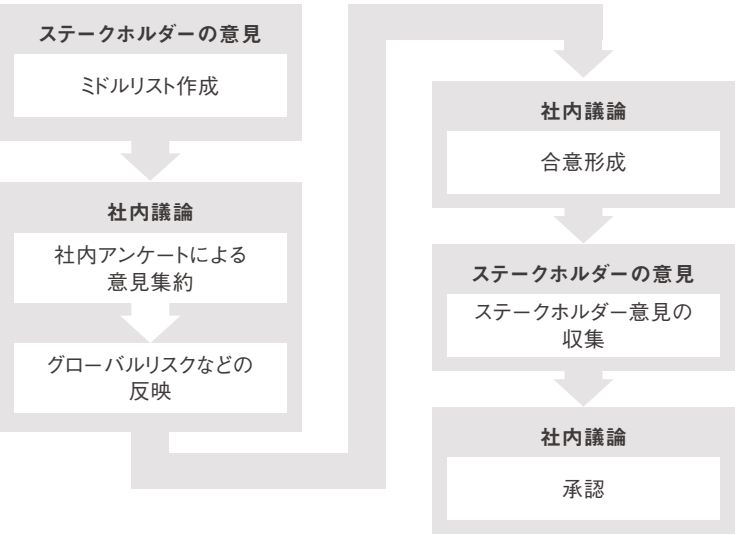 ステークホルダーの意見
ミドルリスト作成
社内議論
社内アンケートによる
意見集約
グローバルリスクなどの
反映
社内議論
合意形成
ステークホルダーの意見
ステークホルダー意見の
収集
社内議論
承認